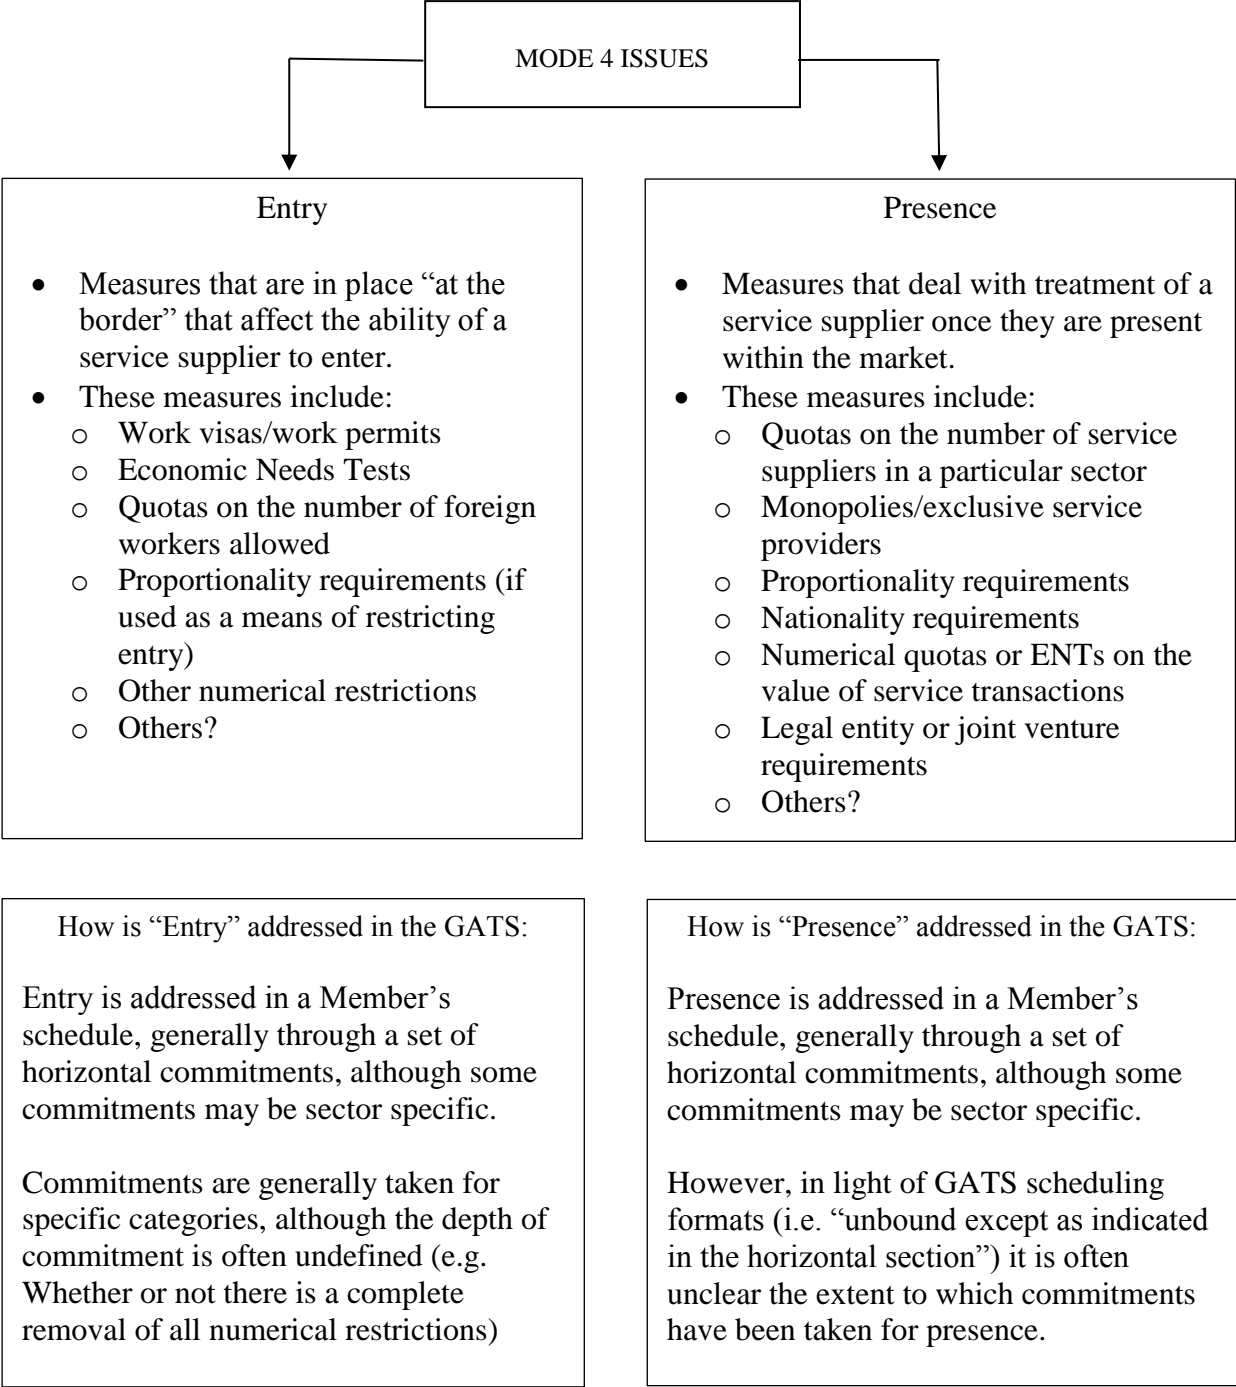 MODE 4 ISSUES
Entry
• Measures that are in place “at the
border” that affect the ability of a
service supplier to enter.
• These measures include:
o Work visas/work permits
o Economic Needs Tests
o Quotas on the number of foreign
workers allowed
o Proportionality requirements (if
used as a means of restricting
entry)
o Other numerical restrictions
o Others?
Presence
• Measures that deal with treatment of a
service supplier once they are present
within the market.
• These measures include:
o Quotas on the number of service
suppliers in a particular sector
o Monopolies/exclusive service
providers
o Proportionality requirements
o Nationality requirements
o Numerical quotas or ENTs on the
value of service transactions
o Legal entity or joint venture
requirements
o Others?
How is “Entry” addressed in the GATS:
Entry is addressed in a Member’s
schedule, generally through a set of
horizontal commitments, although some
commitments may be sector specific.
Commitments are generally taken for
specific categories, although the depth of
commitment is often undefined (e.g.
Whether or not there is a complete
removal of all numerical restrictions)
How is “Presence” addressed in the GATS:
Presence is addressed in a Member’s
schedule, generally through a set of
horizontal commitments, although some
commitments may be sector specific.
However, in light of GATS scheduling
formats (i.e. “unbound except as indicated
in the horizontal section”) it is often
unclear the extent to which commitments
have been taken for presence.